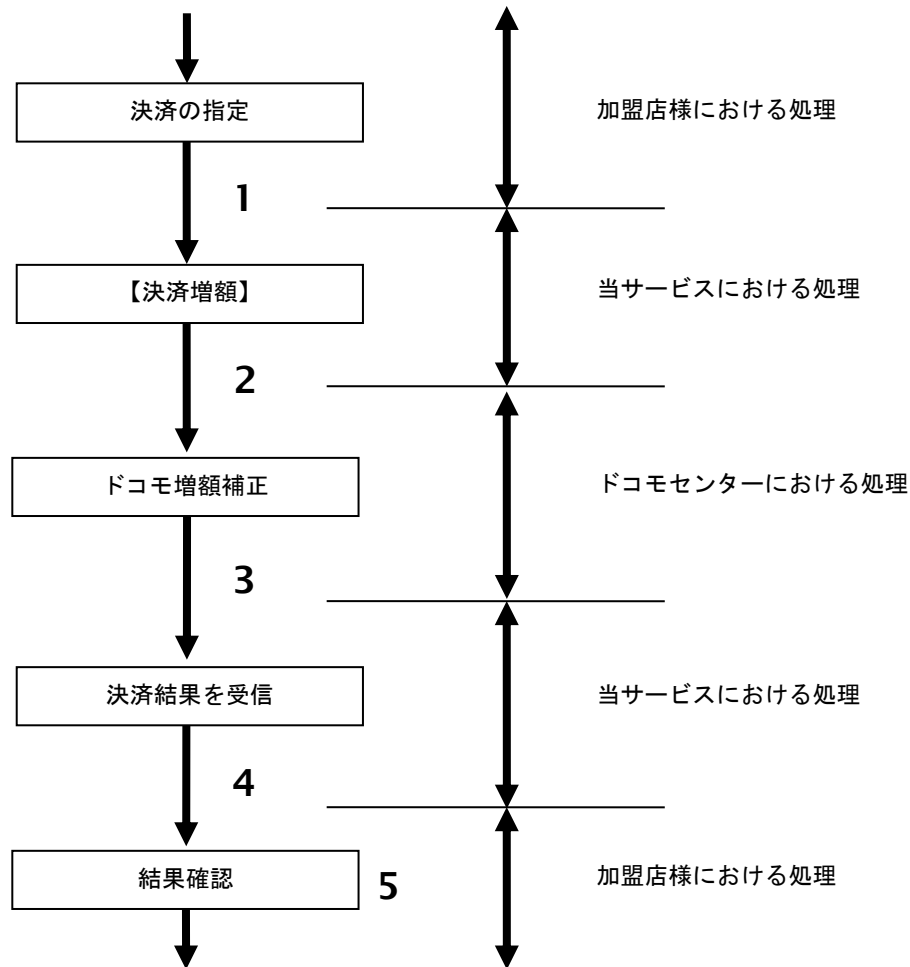 決済の指定
加盟店様における処理
1
【決済増額】
当サービスにおける処理
2
ドコモ増額補正
ドコモセンターにおける処理
3
決済結果を受信
当サービスにおける処理
4
結果確認
5
加盟店様における処理